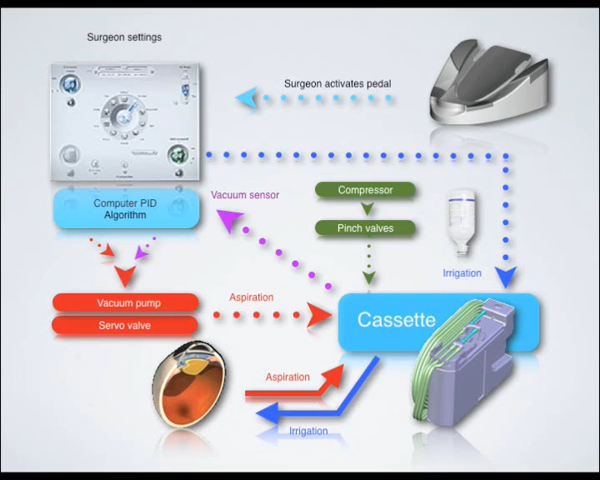 Surgeon settings
Surgeon activates pedal
Computer PID
Algorithm
Vacuum sensor
Compressor
Pinch valves
Irrigation
Vacuum pump
Servo valve
Aspiration
Cassette
Aspiration
Irrigation